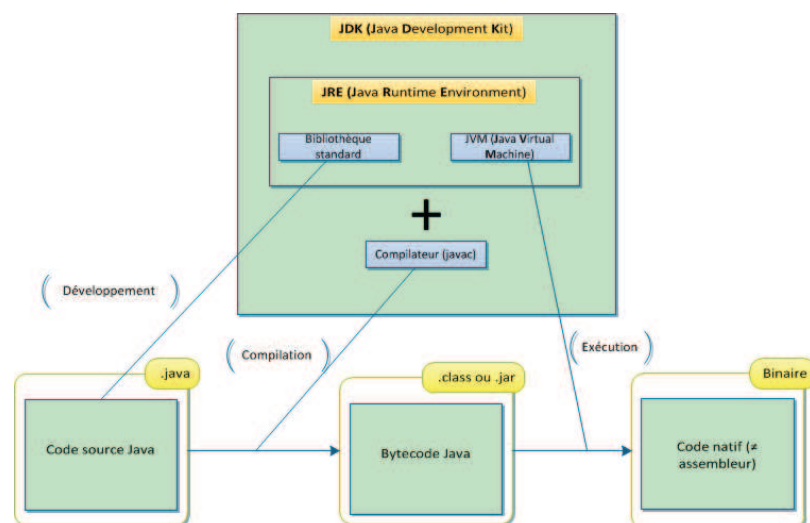 JDK (Java Development Kit)
JRE (Java Runtime Environment)
Bibliothèque
standard
JVM (Java Virtual
Machine)
+
Compilateur (javac)
(Développement)
(Compilation)
(Exécution)
.java
Code source Java
.class ou .jar
Bytecode Java
Binaire
Code natif (≠
assembleur)